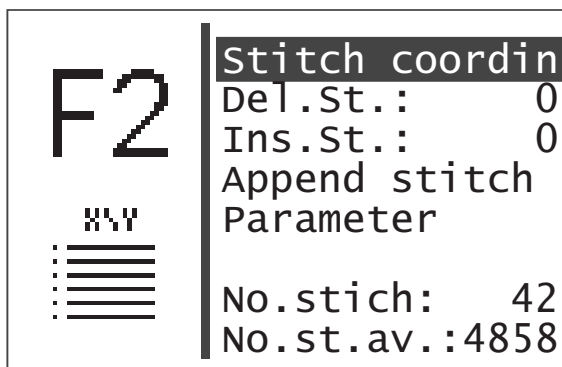 F2
X\Y
Stitch coordin
Del.St.: 0
Ins.St.: 0
Append stitch
Parameter
No.stich: 42
No.st.av.:4858